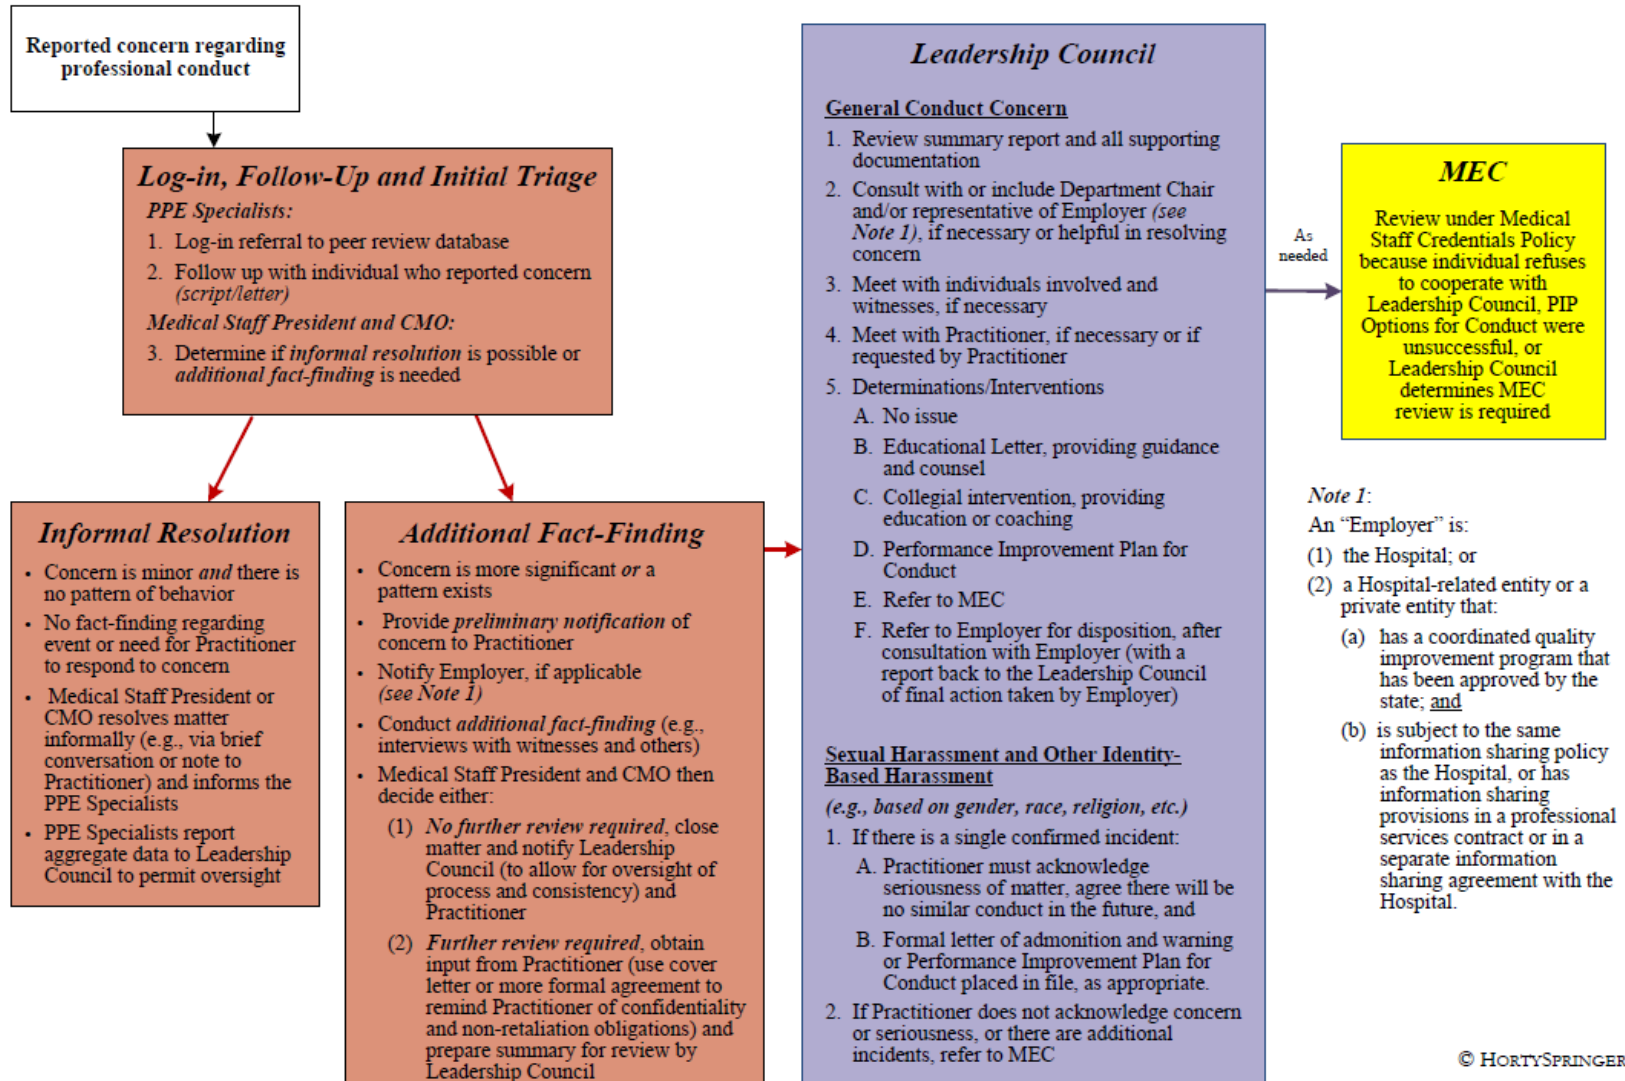 Reported concern regarding
professional conduct
Log-in, Follow-Up and Initial Triage
PPE Specialists:
1. Log-in referral to peer review database
2. Follow up with individual who reported concern
(script/letter)
Medical Staff President and CMO:
3. Determine if informal resolution is possible or
additional fact-finding is needed
Informal Resolution
• Concern is minor and there is
no pattern of behavior
• No fact-finding regarding
event or need for Practitioner
to respond to concern
• Medical Staff President or
CMO resolves matter
informally (e.g., via brief
conversation or note to
Practitioner) and informs the
PPE Specialists
• PPE Specialists report
aggregate data to Leadership
Council to permit oversight
Additional Fact-Finding
• Concern is more significant or a
pattern exists
• Provide preliminary notification of
concern to Practitioner
• Notify Employer, if applicable
(see Note 1)
• Conduct additional fact-finding (e.g.,
interviews with witnesses and others)
• Medical Staff President and CMO then
decide either:
(1) No further review required, close
matter and notify Leadership
Council (to allow for oversight of
process and consistency) and
Practitioner
(2) Further review required, obtain
input from Practitioner (use cover
letter or more formal agreement to
remind Practitioner of confidentiality
and non-retaliation obligations) and
prepare summary for review by
Leadership Council
Leadership Council
General Conduct Concern
1. Review summary report and all supporting
documentation
2. Consult with or include Department Chair
and/or representative of Employer (see
Note 1), if necessary or helpful in resolving
concern
3. Meet with individuals involved and
witnesses, if necessary
4. Meet with Practitioner, if necessary or if
requested by Practitioner
5. Determinations/Interventions
A. No issue
B. Educational Letter, providing guidance
and counsel
C. Collegial intervention, providing
education or coaching
D. Performance Improvement Plan for
Conduct
E. Refer to MEC
F. Refer to Employer for disposition, after
consultation with Employer (with a
report back to the Leadership Council
of final action taken by Employer)
Sexual Harassment and Other Identity-
Based Harassment
(e.g., based on gender, race, religion, etc.)
1. If there is a single confirmed incident:
A. Practitioner must acknowledge
seriousness of matter, agree there will be
no similar conduct in the future, and
B. Formal letter of admonition and warning
or Performance Improvement Plan for
Conduct placed in file, as appropriate.
2. If Practitioner does not acknowledge concern
or seriousness, or there are additional
incidents, refer to MEC
As
needed
MEC
Review under Medical
Staff Credentials Policy
because individual refuses
to cooperate with
Leadership Council, PIP
Options for Conduct were
unsuccessful, or
Leadership Council
determines MEC
review is required
Note 1:
An “Employer” is:
(1) the Hospital; or
(2) a Hospital-related entity or a
private entity that:
(a) has a coordinated quality
improvement program that
has been approved by the
state; and
(b) is subject to the same
information sharing policy
as the Hospital, or has
information sharing
provisions in a professional
services contract or in a
separate information
sharing agreement with the
Hospital.
© HORTYSPRINGER